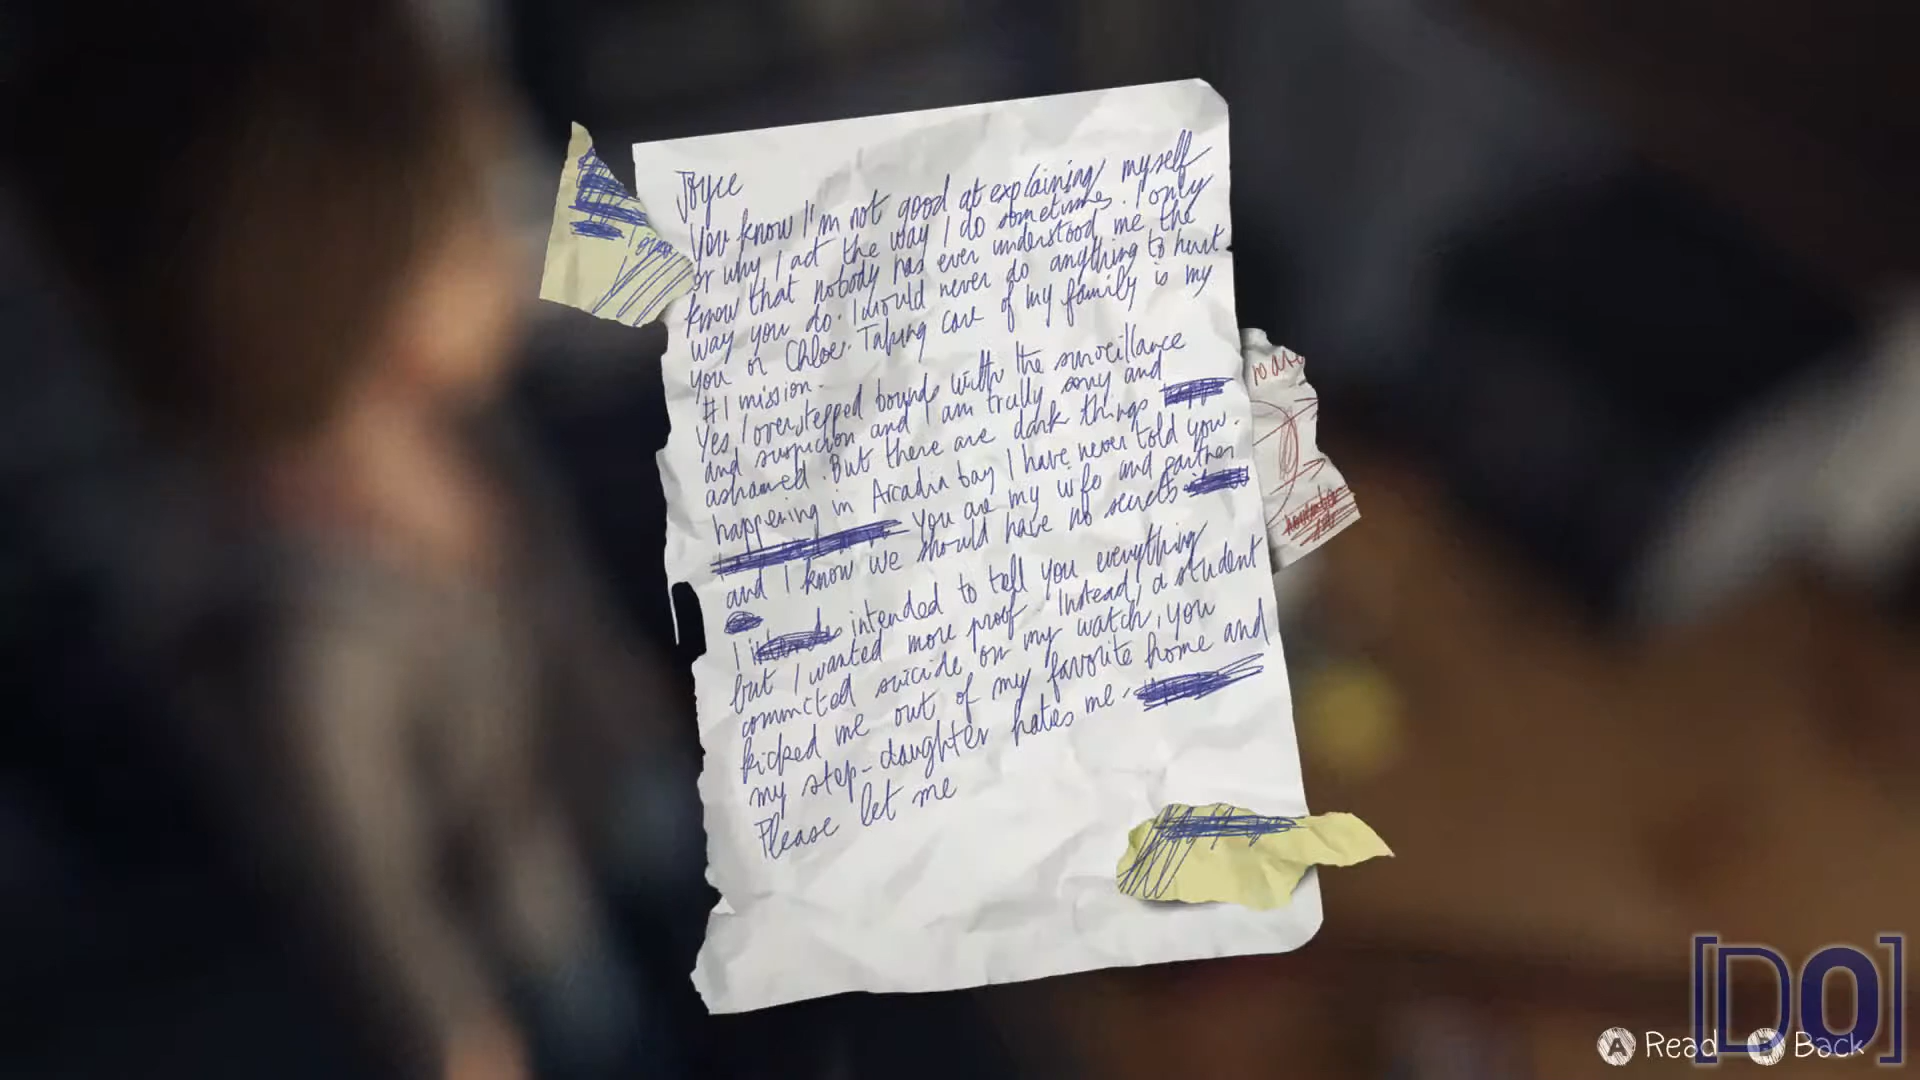 Joyce
You know I'm not good at explaining myself
or why I act the way I do sometimes. I only
know that nobody has ever understood me the
way you do. I would never do anything to hurt
you or Chloe. Taking care of my family is my
#1 mission.
Yes I overstepped bounds with the surveillance
and suspicion and I am trully sorry and
ashamed. But there are dark things
happening in Arcadia bay I have never told you.
You are my wife and partner
and I know we should have no secrets
I intended to tell you everything
but I wanted more proof. Instead, a student
committed suicide on my watch, you
kicked me out of my favorite home and
my step-daughter hates me.
Please let me
[DO]
A Read B Back